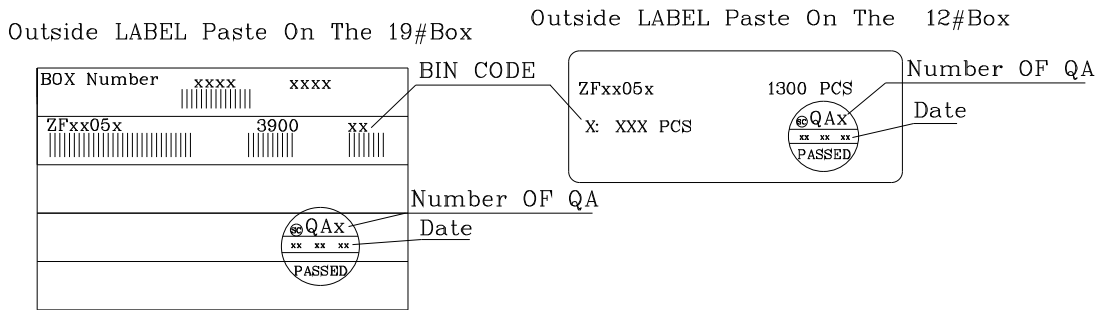 Outside LABEL Paste On The 19#Box
BOX Number xxxx xxxx
ZFxx05x 3900 xx
BIN CODE
Number OF QA
Date
SC QAx
xx xx xx
PASSED
Outside LABEL Paste On The 12#Box
ZFxx05x 1300 PCS
X: XXX PCS
Number OF QA
Date
QAx
xx xx xx
PASSED